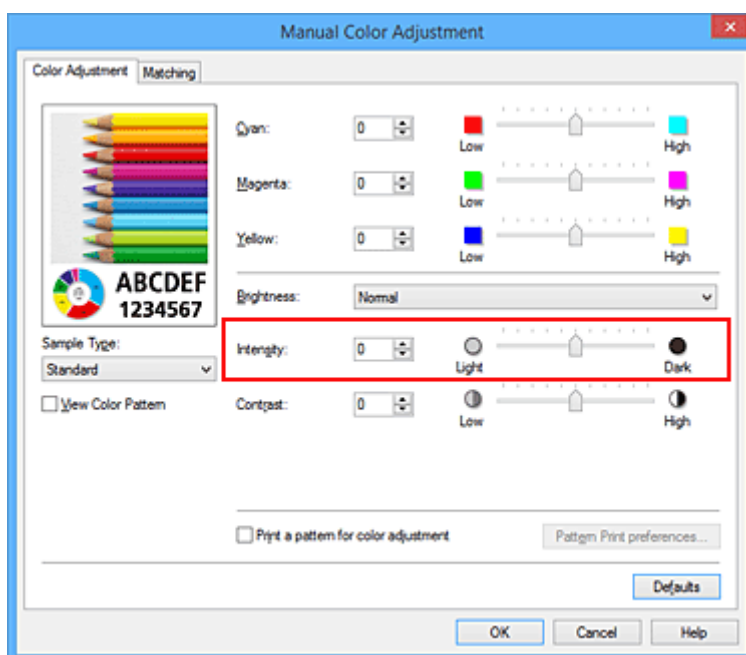 Manual Color Adjustment
Color Adjustment Matching
Cyan: 0 Low High
Magenta: 0 Low High
Yellow: 0 Low High
ABCDEF
1234567
Brightness: Normal
Sample Type:
Standard
Intensity: 0 Light Dark
View Color Pattern
Contrast: 0 Low High
Print a pattern for color adjustment Pattern Print preferences...
Defaults
OK Cancel Help